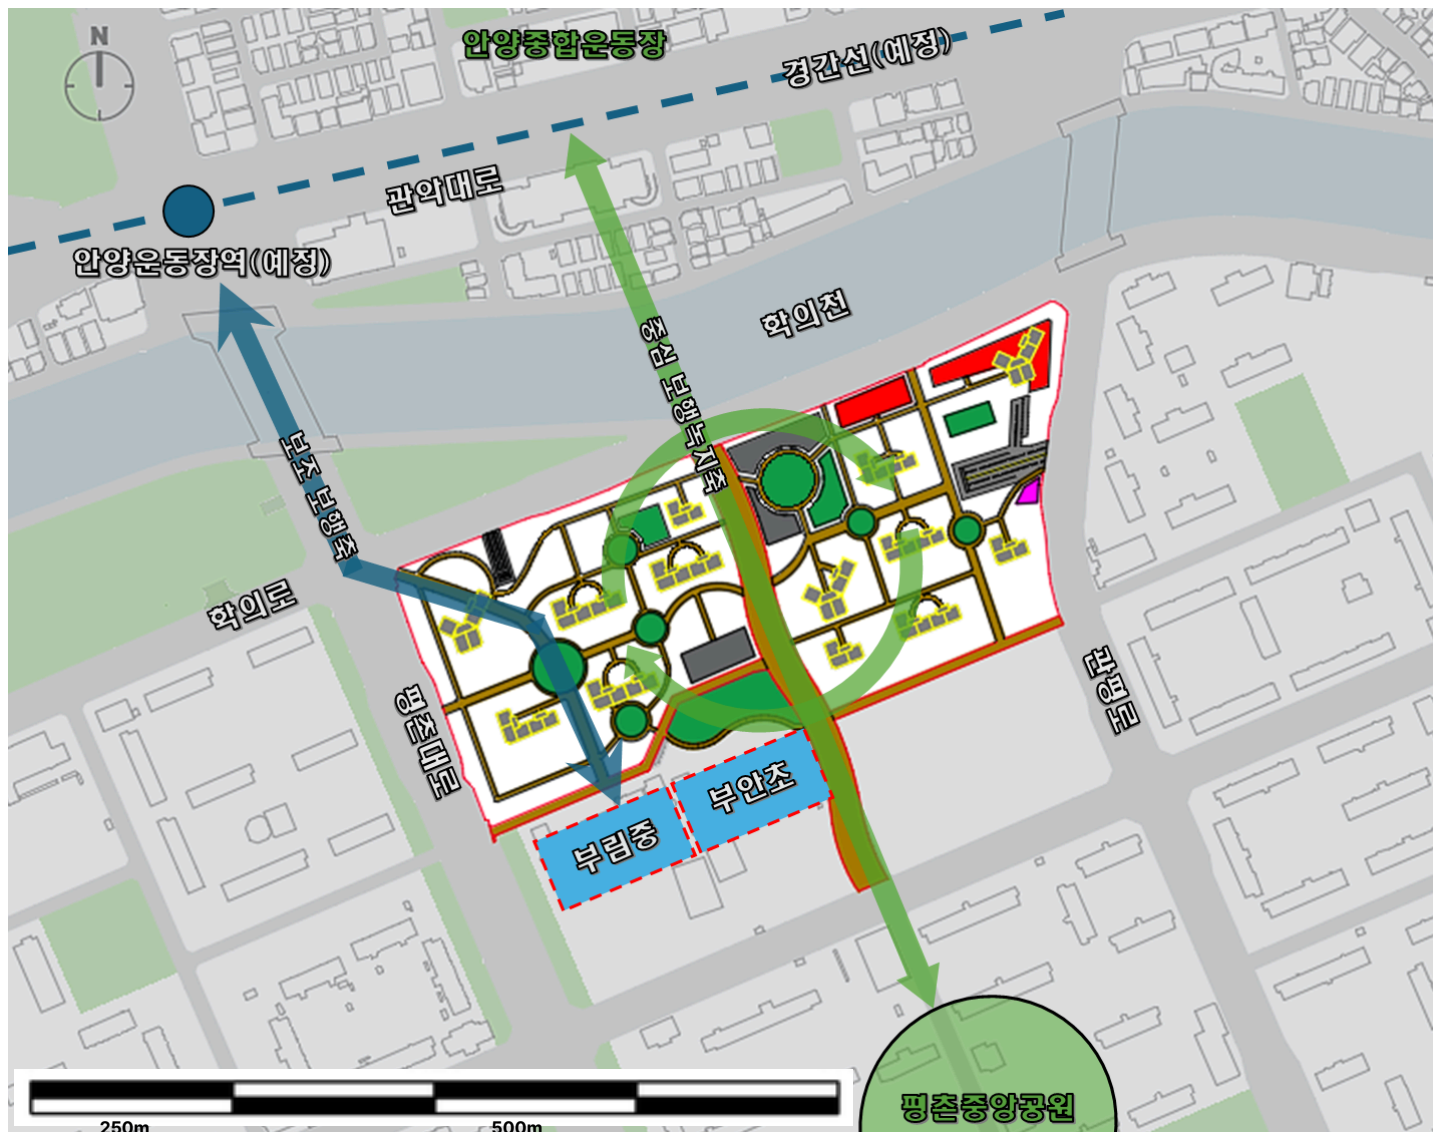 N
안양종합운동장
경간선(예정)
관악대로
안양운동장역(예정)
학의천
중심 보행녹지축
보조 보행축
학의로
평촌대로
관평로
부안초
부림중
평촌중앙공원
250m
500m